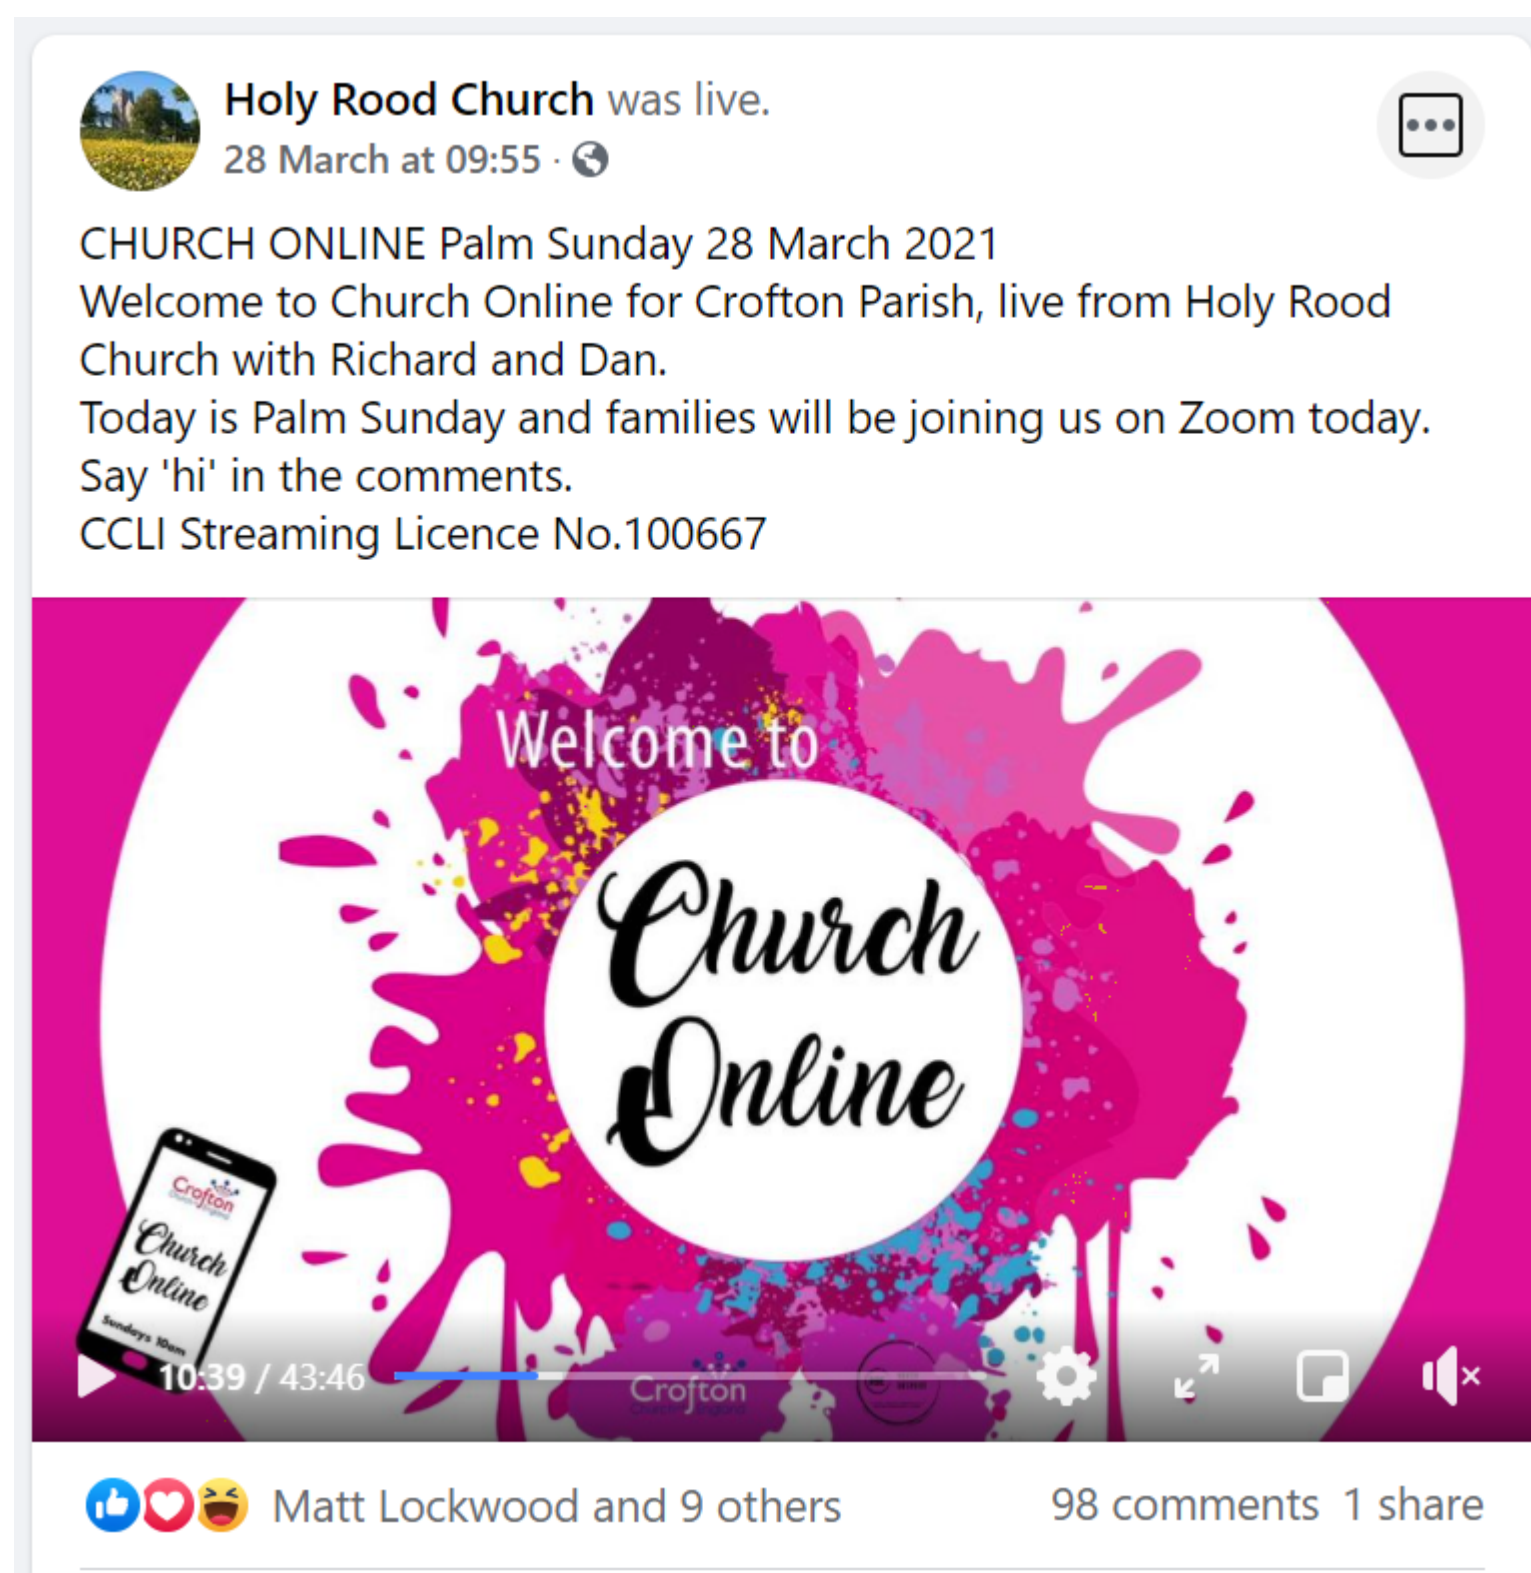 Holy Rood Church was live.
28 March at 09:55 ·
CHURCH ONLINE Palm Sunday 28 March 2021
Welcome to Church Online for Crofton Parish, live from Holy Rood
Church with Richard and Dan.
Today is Palm Sunday and families will be joining us on Zoom today.
Say 'hi' in the comments.
CCLI Streaming Licence No.100667
Welcome to
Church
Online
Crofton
Church
Online
Sundays 10am
10:39 / 43:46
Crofton
Church of England
Matt Lockwood and 9 others
98 comments 1 share